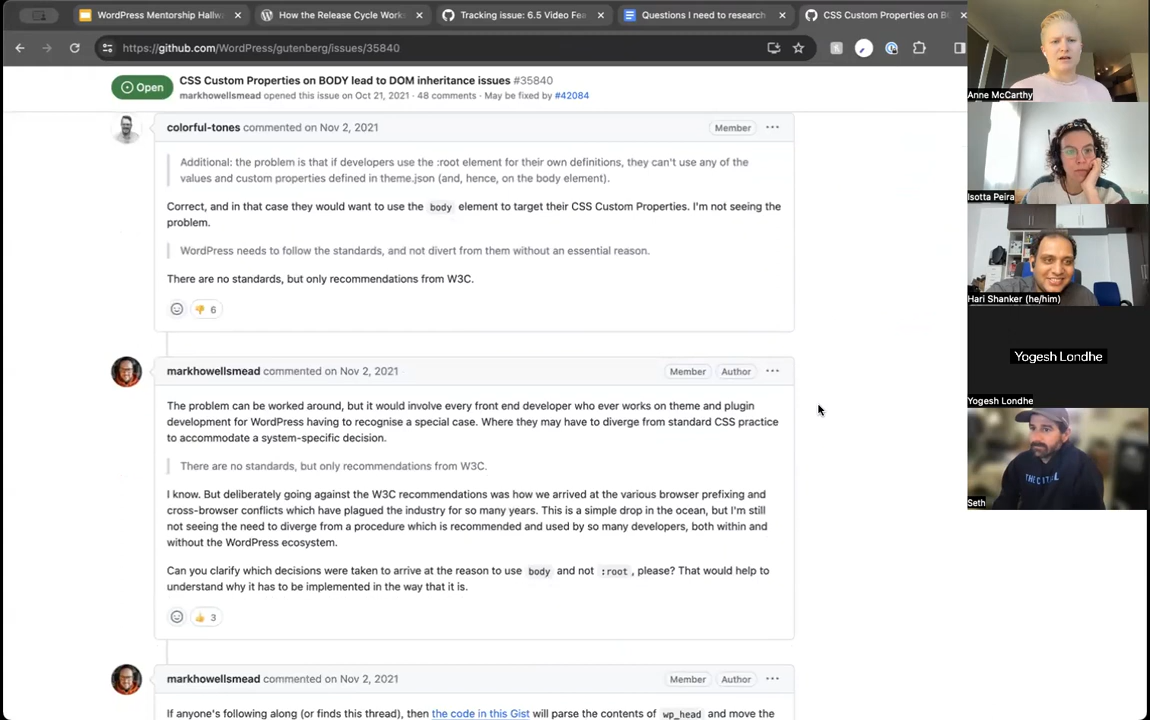 WordPress Mentorship Hallw
How the Release Cycle Works
Tracking issue: 6.5 Video Fea
Questions I need to research
CSS Custom Properties on B
https://github.com/WordPress/gutenberg/issues/35840
Open
CSS Custom Properties on BODY lead to DOM inheritance issues #35840
markhowellsmead opened this issue on Oct 21, 2021 · 48 comments · May be fixed by #42084
colorful-tones commented on Nov 2, 2021
Member
Additional: the problem is that if developers use the :root element for their own definitions, they can't use any of the
values and custom properties defined in theme.json (and, hence, on the body element).
Correct, and in that case they would want to use the body element to target their CSS Custom Properties. I'm not seeing the
problem.
WordPress needs to follow the standards, and not divert from them without an essential reason.
There are no standards, but only recommendations from W3C.
👎 6
markhowellsmead commented on Nov 2, 2021
Member Author
The problem can be worked around, but it would involve every front end developer who ever works on theme and plugin
development for WordPress having to recognise a special case. Where they may have to diverge from standard CSS practice
to accommodate a system-specific decision.
There are no standards, but only recommendations from W3C.
I know. But deliberately going against the W3C recommendations was how we arrived at the various browser prefixing and
cross-browser conflicts which have plagued the industry for so many years. This is a simple drop in the ocean, but I'm still
not seeing the need to diverge from a procedure which is recommended and used by so many developers, both within and
without the WordPress ecosystem.
Can you clarify which decisions were taken to arrive at the reason to use body and not :root, please? That would help to
understand why it has to be implemented in the way that it is.
👍 3
markhowellsmead commented on Nov 2, 2021
Member Author
If anyone's following along (or finds this thread), then the code in this Gist will parse the contents of wp_head and move the
Anne McCarthy
Isotta Peira
Hari Shanker (he/him)
Yogesh Londhe
Yogesh Londhe
Seth